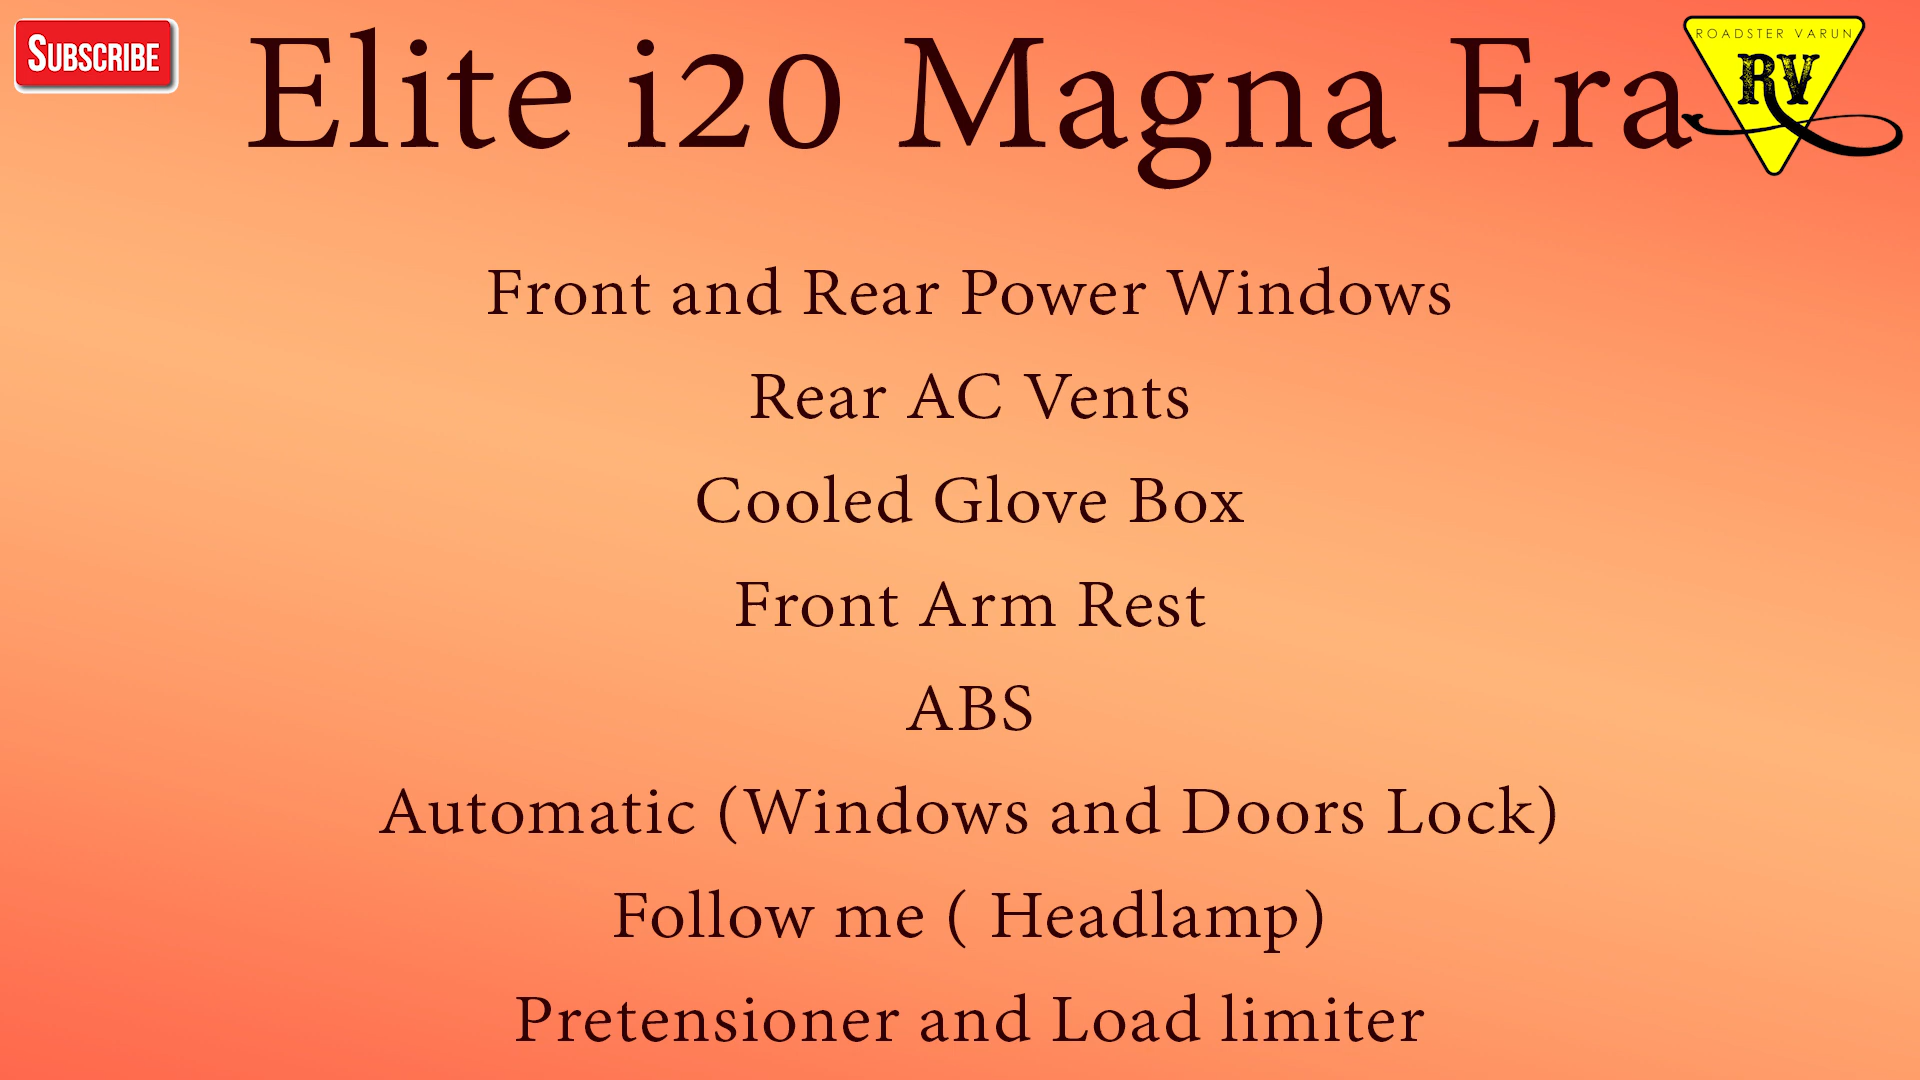 SUBSCRIBE
Elite i20 Magna Era
ROADSTER VARUN
RV
Front and Rear Power Windows
Rear AC Vents
Cooled Glove Box
Front Arm Rest
ABS
Automatic (Windows and Doors Lock)
Follow me ( Headlamp)
Pretensioner and Load limiter